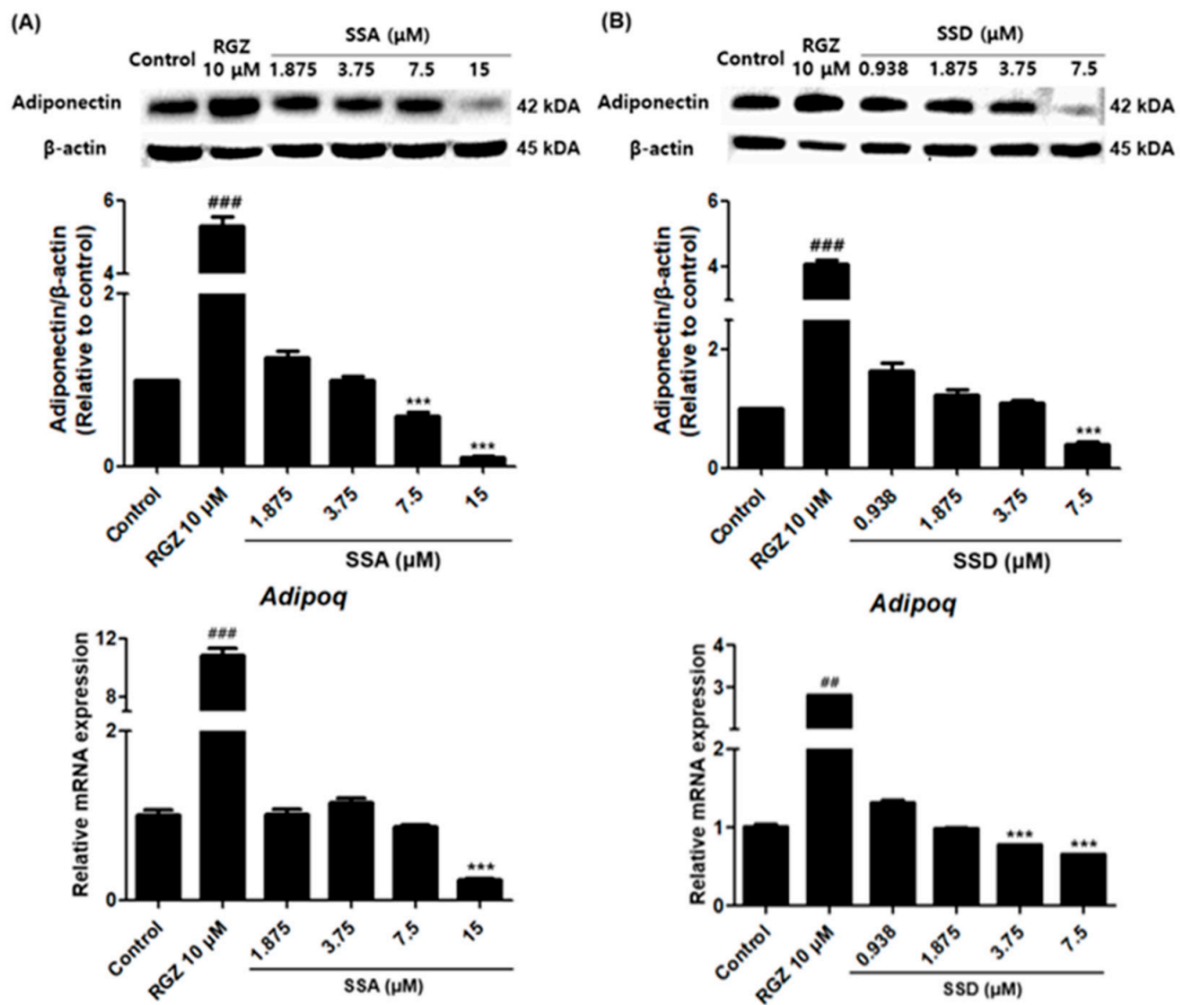 (A)
Control RGZ 10 μM SSA (μM)
1.875 3.75 7.5 15
Adiponectin 42 kDA
β-actin 45 kDA
Adiponectin/β-actin
(Relative to control)
6
4
2
0
###
***
***
Control RGZ 10 μM 1.875 3.75 7.5 15
SSA (μM)
Adipoq
Relative mRNA expression
12
8
2
1
0
###
***
Control RGZ 10 μM 1.875 3.75 7.5 15
SSA (μM)
(B)
Control RGZ 10 μM SSD (μM)
0.938 1.875 3.75 7.5
Adiponectin 42 kDA
β-actin 45 kDA
Adiponectin/β-actin
(Relative to control)
6
4
2
0
###
***
Control RGZ 10 μM 0.938 1.875 3.75 7.5
SSD (μM)
Adipoq
Relative mRNA expression
4
3
2
1
0
##
***
***
Control RGZ 10 μM 0.938 1.875 3.75 7.5
SSD (μM)